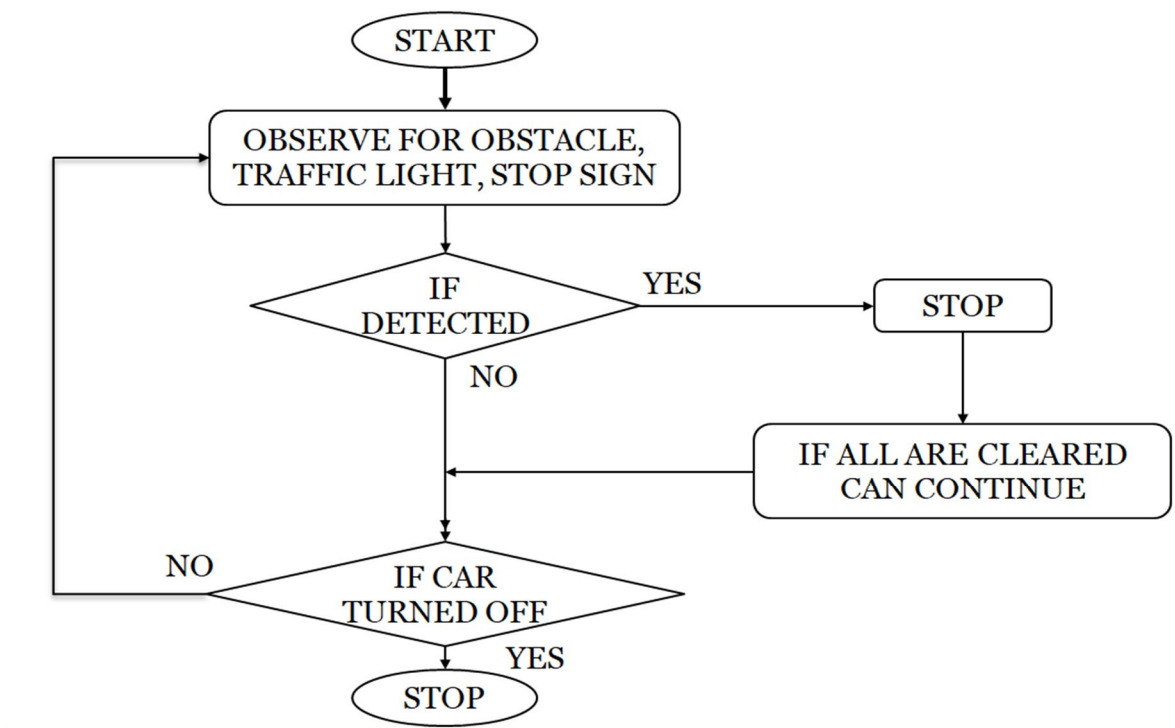 START
OBSERVE FOR OBSTACLE,
TRAFFIC LIGHT, STOP SIGN
IF
DETECTED
YES
STOP
NO
IF ALL ARE CLEARED
CAN CONTINUE
NO
IF CAR
TURNED OFF
YES
STOP